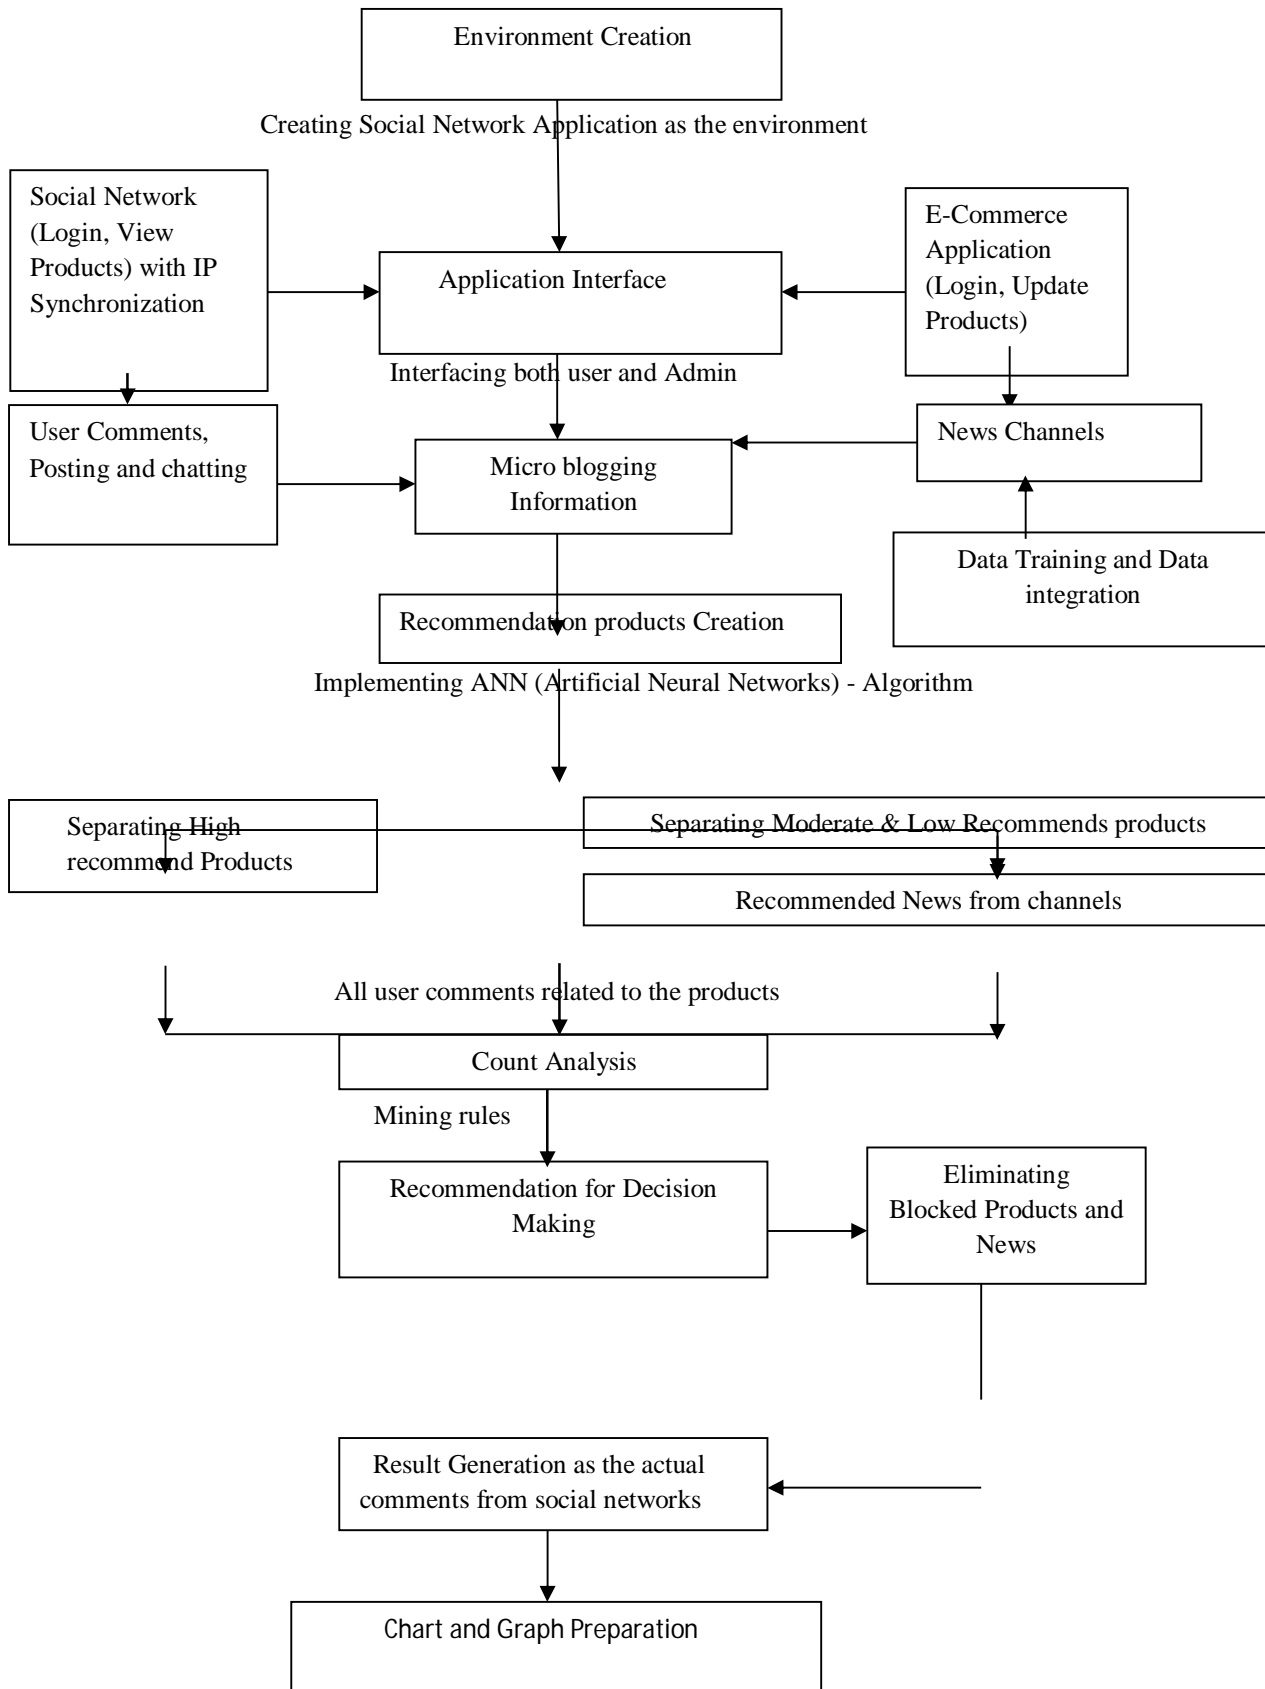 Environment Creation
Creating Social Network Application as the environment
Social Network
(Login, View
Products) with IP
Synchronization
E-Commerce
Application
(Login, Update
Products)
Application Interface
Interfacing both user and Admin
User Comments,
Posting and chatting
Micro blogging
Information
News Channels
Data Training and Data
integration
Recommendation products Creation
Implementing ANN (Artificial Neural Networks) - Algorithm
Separating High
recommend Products
Separating Moderate & Low Recommends products
Recommended News from channels
All user comments related to the products
Count Analysis
Mining rules
Recommendation for Decision
Making
Eliminating
Blocked Products and
News
Result Generation as the actual
comments from social networks
Chart and Graph Preparation